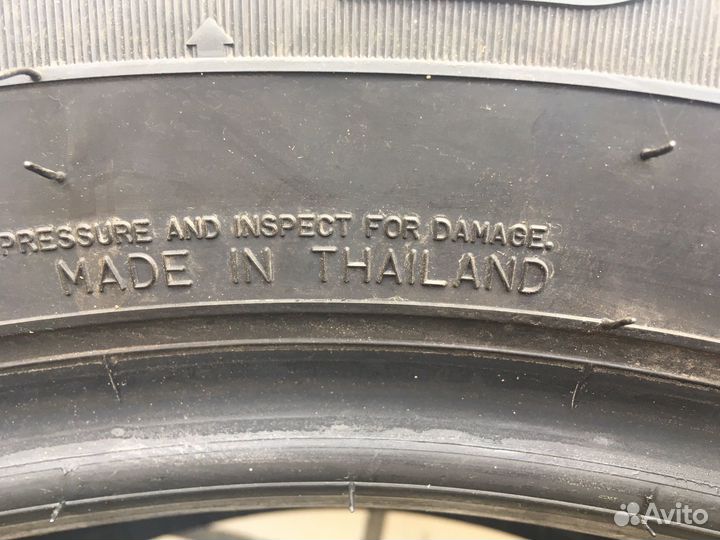 PRESSURE AND INSPECT FOR DAMAGE.
MADE IN THAILAND
Avito